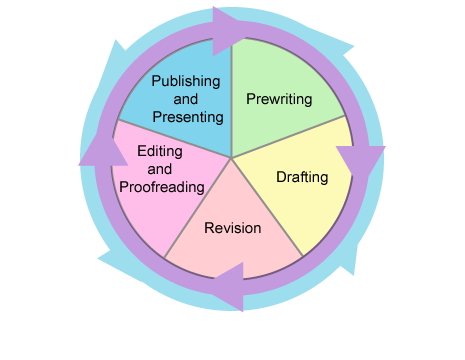 Publishing
and
Presenting
Prewriting
Editing
and
Proofreading
Drafting
Revision